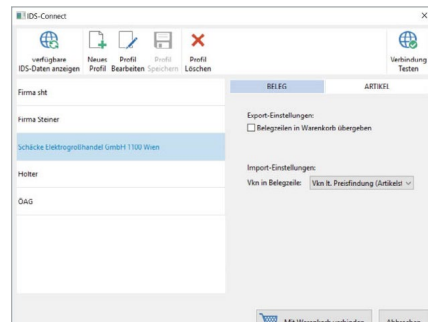 IDS-Connect
verfügbare
IDS-Daten anzeigen
Neues
Profil
Profil
Bearbeiten
Profil
Speichern
Profil
Löschen
Verbindung
Testen
Firma sht
Firma Steiner
Schäcke Elektrogroßhandel GmbH 1100 Wien
Holter
ÖAG
BELEG
ARTIKEL
Export-Einstellungen:
Belegzeilen in Warenkorb übergeben
Import-Einstellungen:
Vkn in Belegzeile:
Vkn lt. Preisfindung (Artikelst
Mit Warenkorb verbinden
Abbrechen